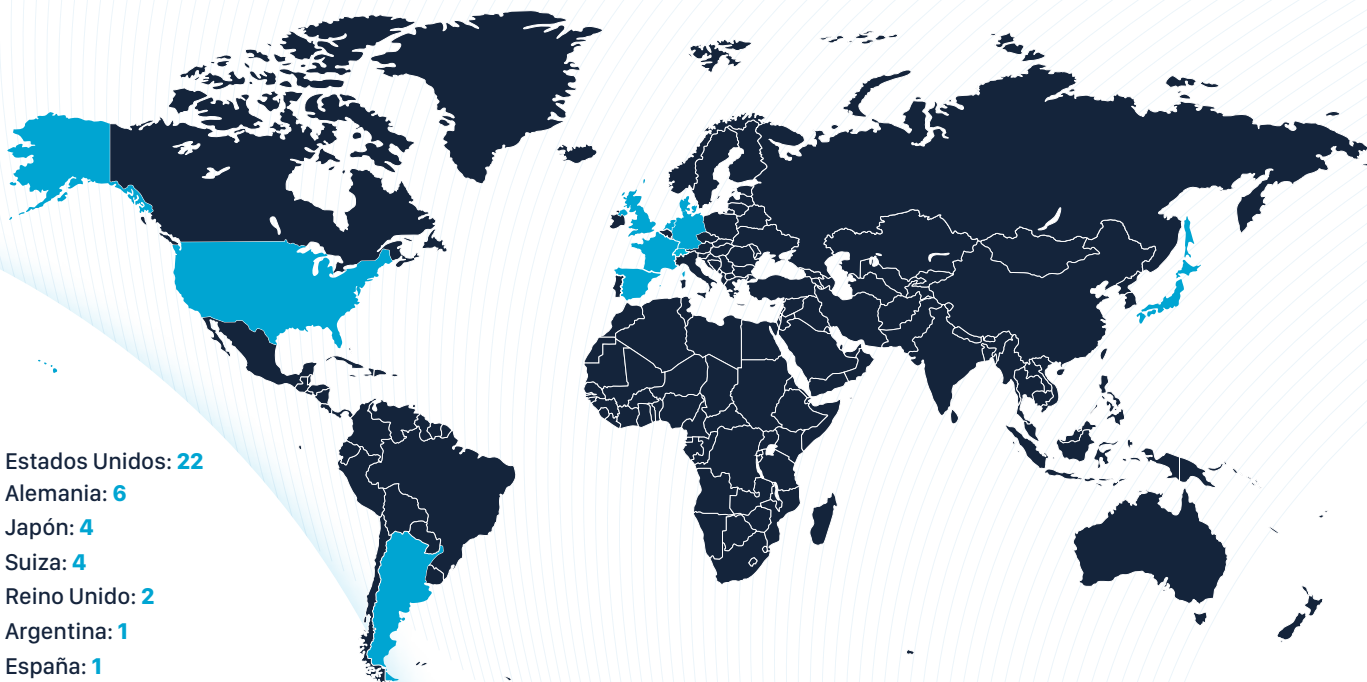 Estados Unidos: 22
Alemania: 6
Japón: 4
Suiza: 4
Reino Unido: 2
Argentina: 1
España: 1